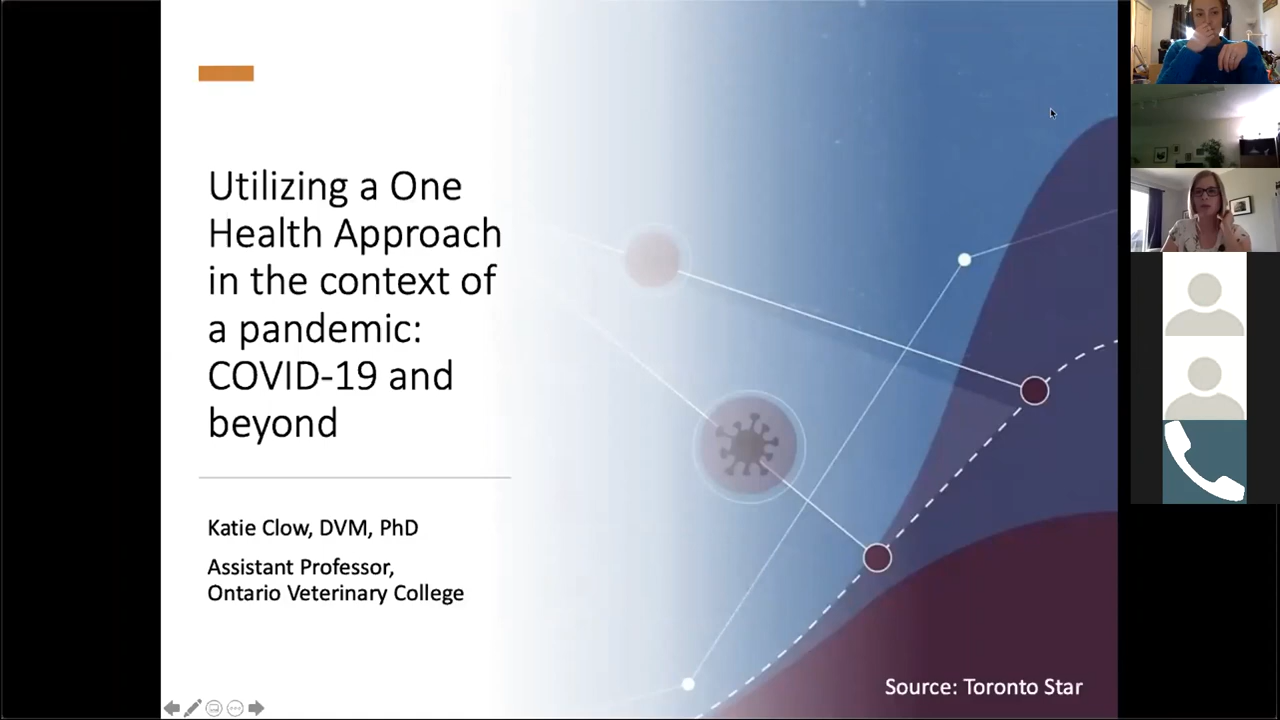 Utilizing a One
Health Approach
in the context of
a pandemic:
COVID-19 and
beyond
Katie Clow, DVM, PhD
Assistant Professor,
Ontario Veterinary College
Source: Toronto Star